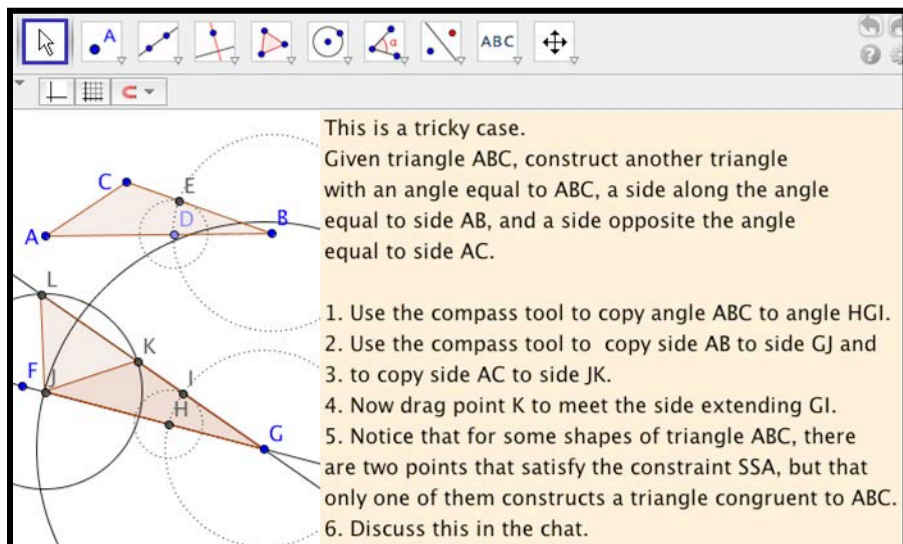 A
α
ABC
This is a tricky case.
Given triangle ABC, construct another triangle
with an angle equal to ABC, a side along the angle
equal to side AB, and a side opposite the angle
equal to side AC.
1. Use the compass tool to copy angle ABC to angle HGI.
2. Use the compass tool to  copy side AB to side GJ and
3. to copy side AC to side JK.
4. Now drag point K to meet the side extending GI.
5. Notice that for some shapes of triangle ABC, there
are two points that satisfy the constraint SSA, but that
only one of them constructs a triangle congruent to ABC.
6. Discuss this in the chat.
C
E
D
B
A
L
K
F
J
I
H
G